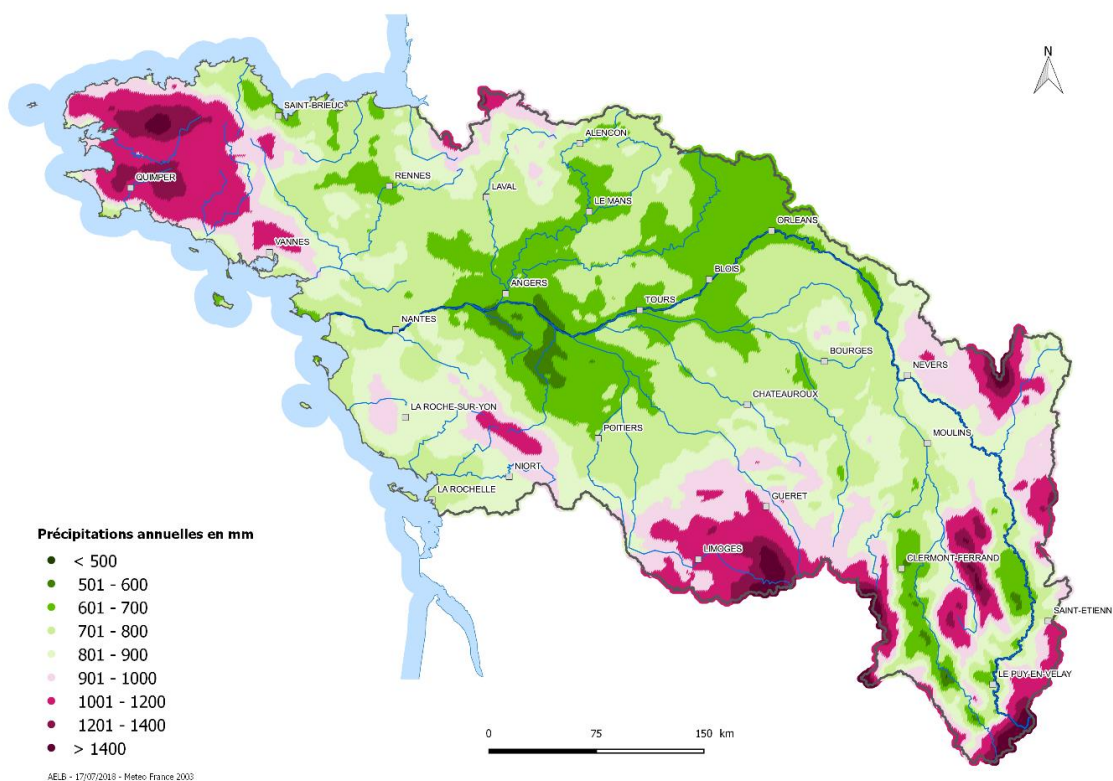 N
SAINT-BRIEUC
ALENCON
QUIMPER
RENNES
LAVAL
LE MANS
ORLEANS
VANNES
BLOIS
ANGERS
TOURS
NANTES
BOURGES
NEVERS
CHATEAUROUX
LA ROCHE-SUR-YON
POITIERS
MOULINS
NIORT
LA ROCHELLE
GUERET
Précipitations annuelles en mm
< 500
501 - 600
601 - 700
701 - 800
801 - 900
901 - 1000
1001 - 1200
1201 - 1400
> 1400
LIMOGES
CLERMONT-FERRAND
SAINT-ETIENN
LE PUY-EN-VELAY
0 75 150 km
AELB - 17/07/2018 - Meteo France 2003